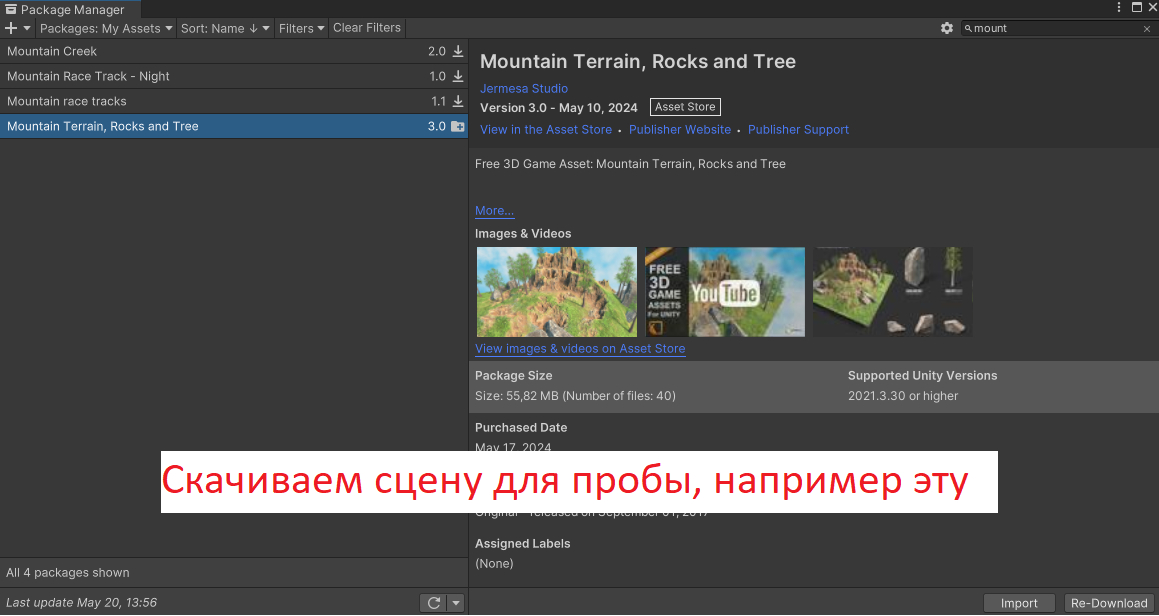 Package Manager
Packages: My Assets Sort: Name ↓ Filters Clear Filters mount
Mountain Creek 2.0
Mountain Race Track - Night 1.0
Mountain race tracks 1.1
Mountain Terrain, Rocks and Tree 3.0
Mountain Terrain, Rocks and Tree
Jermesa Studio
Version 3.0 - May 10, 2024 Asset Store
View in the Asset Store • Publisher Website • Publisher Support
Free 3D Game Asset: Mountain Terrain, Rocks and Tree
More...
Images & Videos
FREE
3D
GAME
ASSETS
For UNITY
YouTube
View images & videos on Asset Store
Package Size Supported Unity Versions
Size: 55,82 MB (Number of files: 40) 2021.3.30 or higher
Purchased Date
May 17, 2024
Скачиваем сцену для пробы, например эту
Original - released on September 01, 2017
Assigned Labels
(None)
All 4 packages shown
Last update May 20, 13:56
Import Re-Download